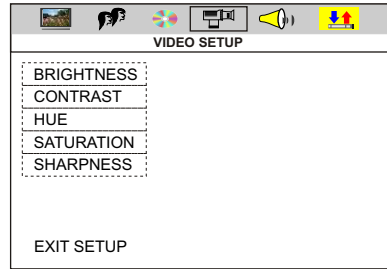 VIDEO SETUP
BRIGHTNESS
CONTRAST
HUE
SATURATION
SHARPNESS
EXIT SETUP